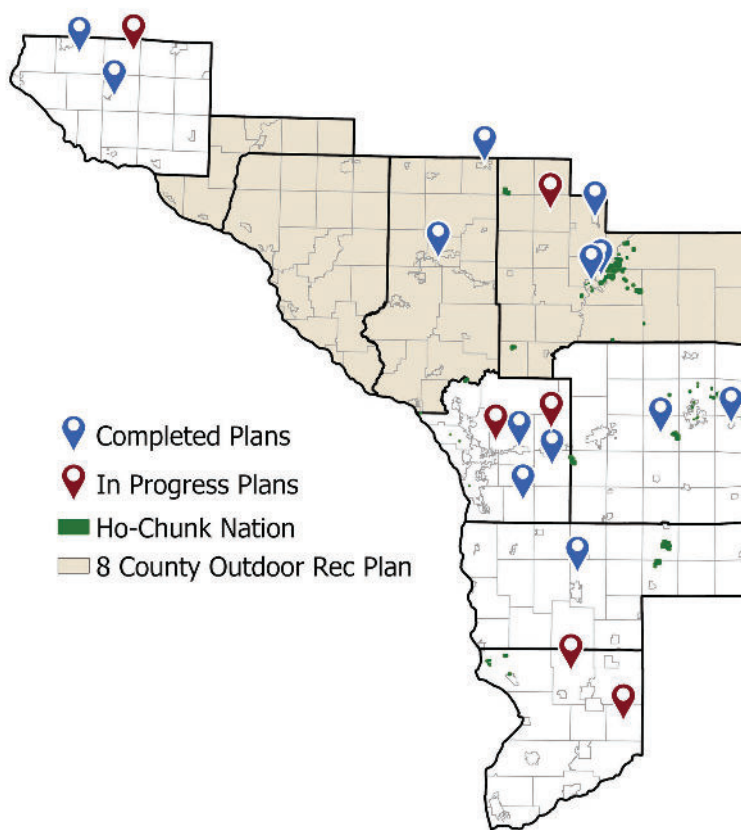 Completed Plans
In Progress Plans
Ho-Chunk Nation
8 County Outdoor Rec Plan